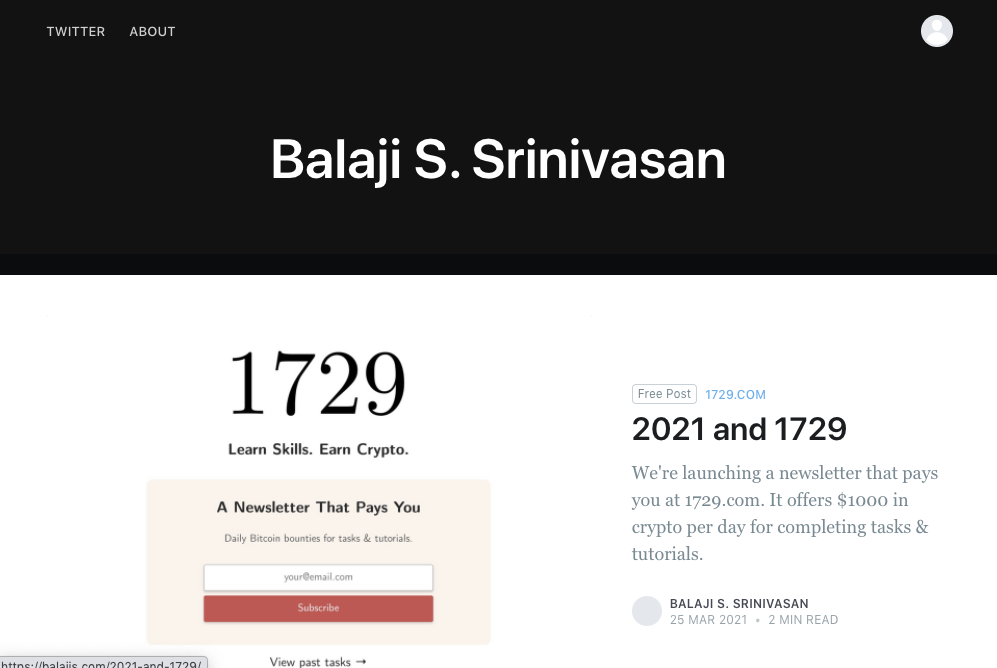 TWITTER ABOUT
Balaji S. Srinivasan
1729
Learn Skills. Earn Crypto.
A Newsletter That Pays You
Daily Bitcoin bounties for tasks & tutorials.
your@email.com
Subscribe
View past tasks →
Free Post 1729.COM
2021 and 1729
We're launching a newsletter that pays
you at 1729.com. It offers $1000 in
crypto per day for completing tasks &
tutorials.
BALAJI S. SRINIVASAN
25 MAR 2021 • 2 MIN READ
https://balajis.com/2021-and-1729/